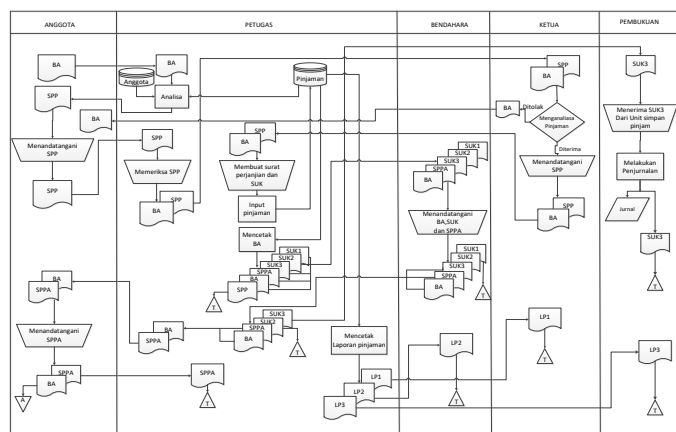 ANGGOTA
PETUGAS
BENDAHARA
KETUA
PEMBUKUAN
BA
BA
Anggota
Analisa
SPP
BA
Menandatangani
SPP
SPP
SPP
Memeriksa SPP
SPP
BA
Pinjaman
SPP
BA
Membuat surat
perjanjian dan
SUK
Input
pinjaman
Mencetak
BA
SUK1
SUK2
SUK3
SPPA
BA
SPP
T
SUK3
SUK2
SPPA
BA
T
BA
SPPA
BA
SPPA
Menandatangani
SPPA
SPPA
BA
A
SPPA
T
Mencetak
Laporan pinjaman
LP1
LP2
LP3
SUK1
SUK2
SUK3
SPPA
BA
Menandatangani
BA,SUK
dan SPPA
SUK1
SUK2
SUK3
SPPA
BA
T
LP2
T
SPP
BA
BA
Ditolak
Menganaliasa
Pinjaman
Diterima
Menandatangani
SPP
SPP
BA
LP1
T
SUK3
Menerima SUK3
Dari Unit simpan
pinjam
Melakukan
Penjurnalan
Jurnal
SUK3
T
LP3
T